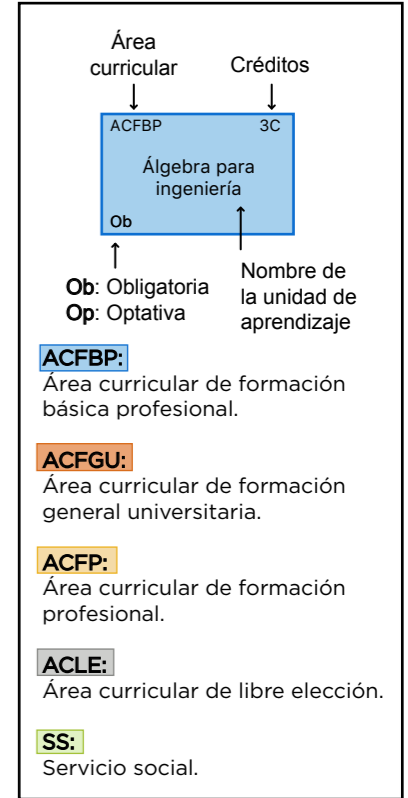 Área
curricular
Créditos
ACFBP
3C
Álgebra para
ingeniería
Ob
Ob: Obligatoria
Op: Optativa
Nombre de
la unidad de
aprendizaje
ACFBP:
Área curricular de formación
básica profesional.
ACFGU:
Área curricular de formación
general universitaria.
ACFP:
Área curricular de formación
profesional.
ACLE:
Área curricular de libre elección.
SS:
Servicio social.